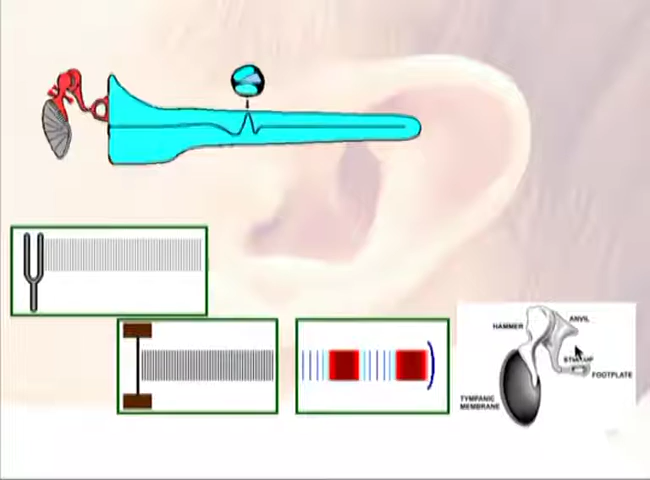 HAMMER
ANVIL
STIRRUP
FOOTPLATE
TYMPANIC
MEMBRANE